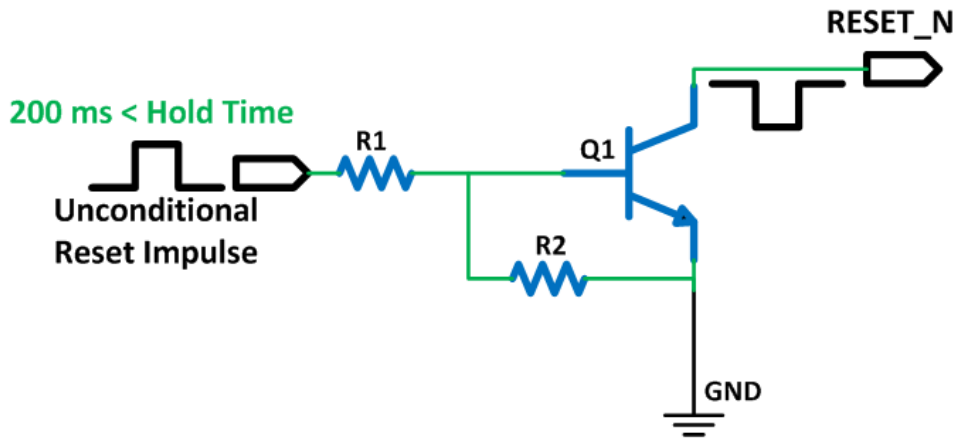 RESET_N
200 ms < Hold Time
R1
Q1
Unconditional
Reset Impulse
R2
GND